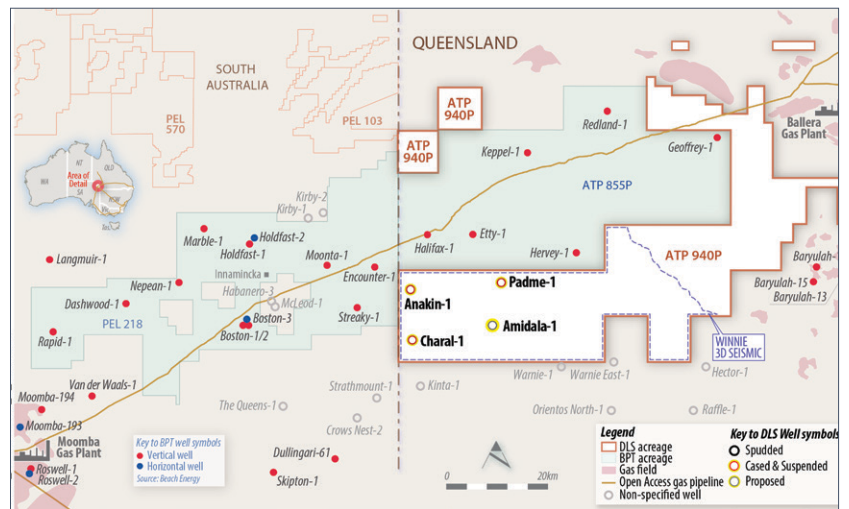 QUEENSLAND
SOUTH
AUSTRALIA
PEL
570
PEL 103
ATP
940P
ATP
940P
Redland-1
Keppel-1
Geoffrey-1
Ballera
Gas Plant
NT
QLD
WA
SA
NSW
Area of
Detail
Kirby-2
Kirby-1
ATP 855P
Marble-1
Holdfast-2
Holdfast-1
Langmuir-1
Moonta-1
Halifax-1
Etty-1
Hervey-1
ATP 940P
Innamincka
Encounter-1
Nepean-1
Habanero-3
McLeod-1
Padme-1
Anakin-1
Baryulah-
Baryulah-15
Baryulah-13
Dashwood-1
PEL 218
Boston-3
Boston-1/2
Streaky-1
Charal-1
Amidala-1
Rapid-1
WINNIE
3D SEISMIC
Van der Waals-1
Strathmount-1
Kinta-1
Warnie-1
Warnie East-1
Hector-1
Moomba-194
Moomba-193
The Queens-1
Crows Nest-2
Orientos North-1
Raffle-1
Moomba
Gas Plant
Key to BPT well symbols
Vertical well
Horizontal well
Source: Beach Energy
Dullingari-61
Skipton-1
Roswell-1
Roswell-2
0
20km
Legend
DLS acreage
BPT acreage
Gas field
Open Access gas pipeline
Non-specified well
Key to DLS Well symbols
Spudded
Cased & Suspended
Proposed